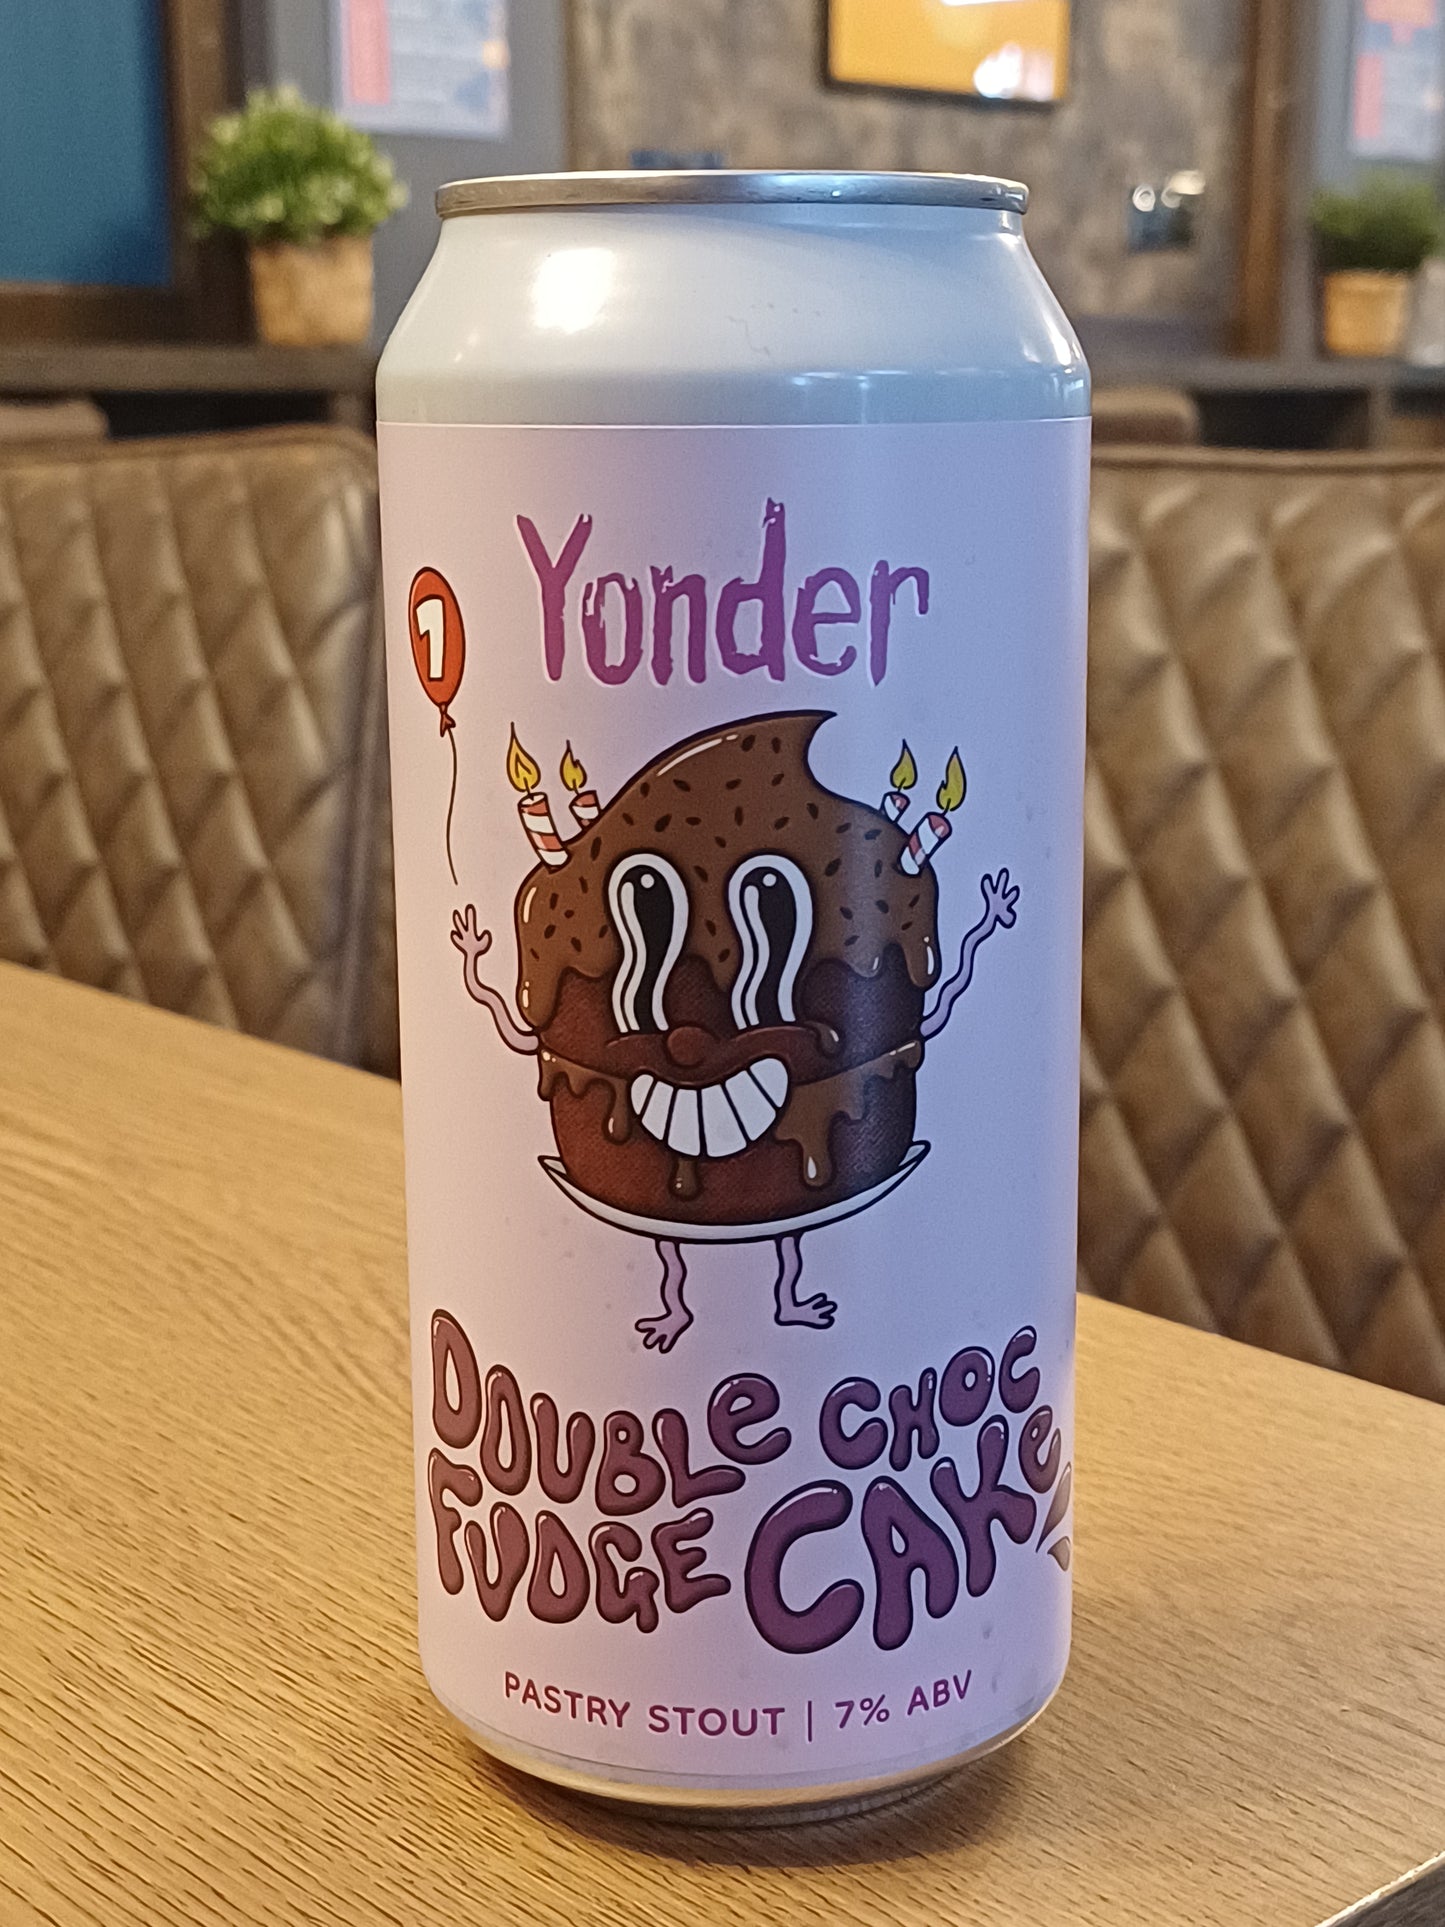 Yonder
1
DOUBLe CHOC
FUDGE CAKe!
PASTRY STOUT | 7% ABV